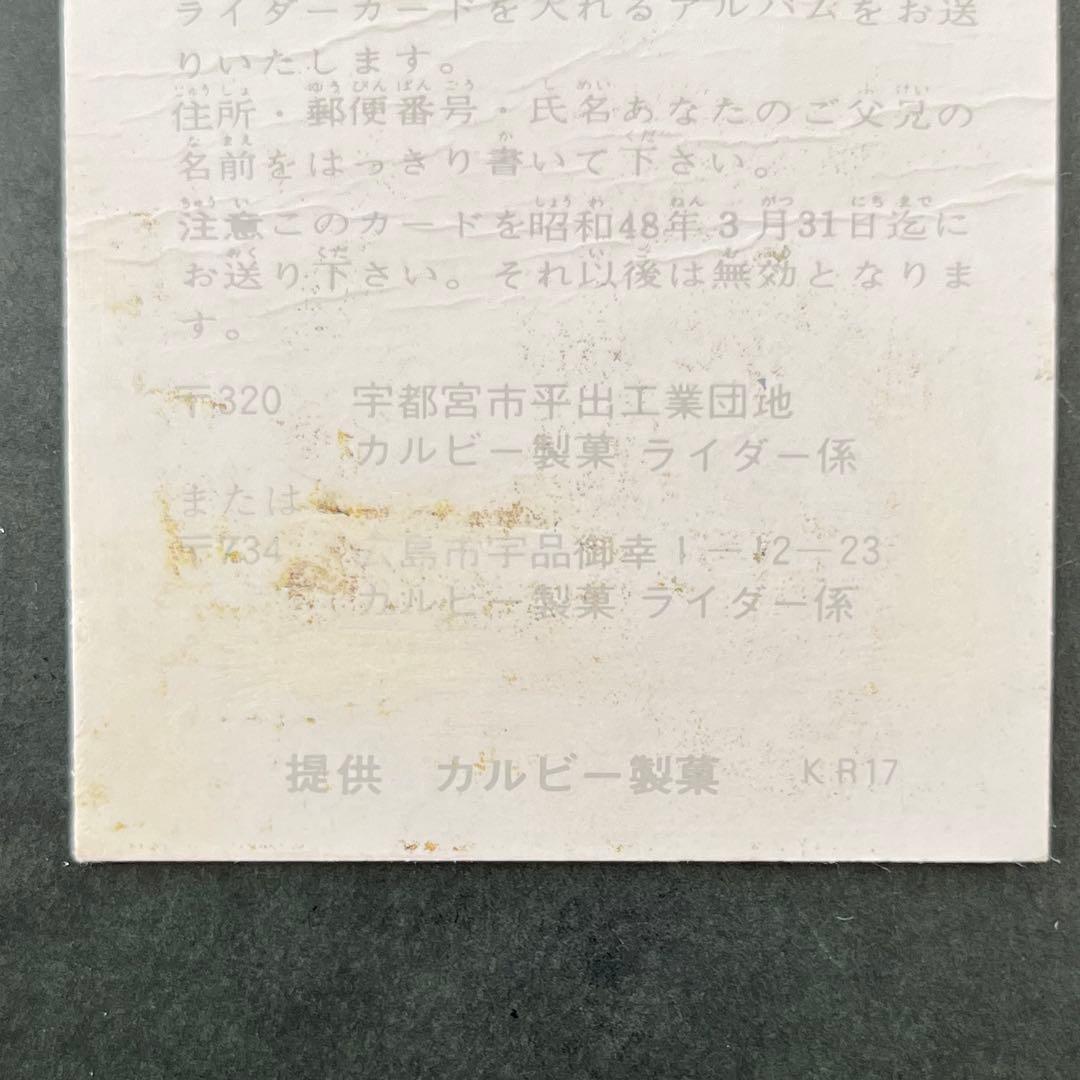 ライダーカードを入れるアルバムをお送
りいたします。
住所・郵便番号・氏名あなたのご父兄の
名前をはっきり書いて下さい。
注意このカードを昭和48年3月31日迄に
お送り下さい。それ以後は無効となりま
す。
〒320 宇都宮市平出工業団地
カルビー製菓 ライダー係
または
〒734 広島市宇品御幸1-12-23
カルビー製菓 ライダー係
提供 カルビー製菓 KR17